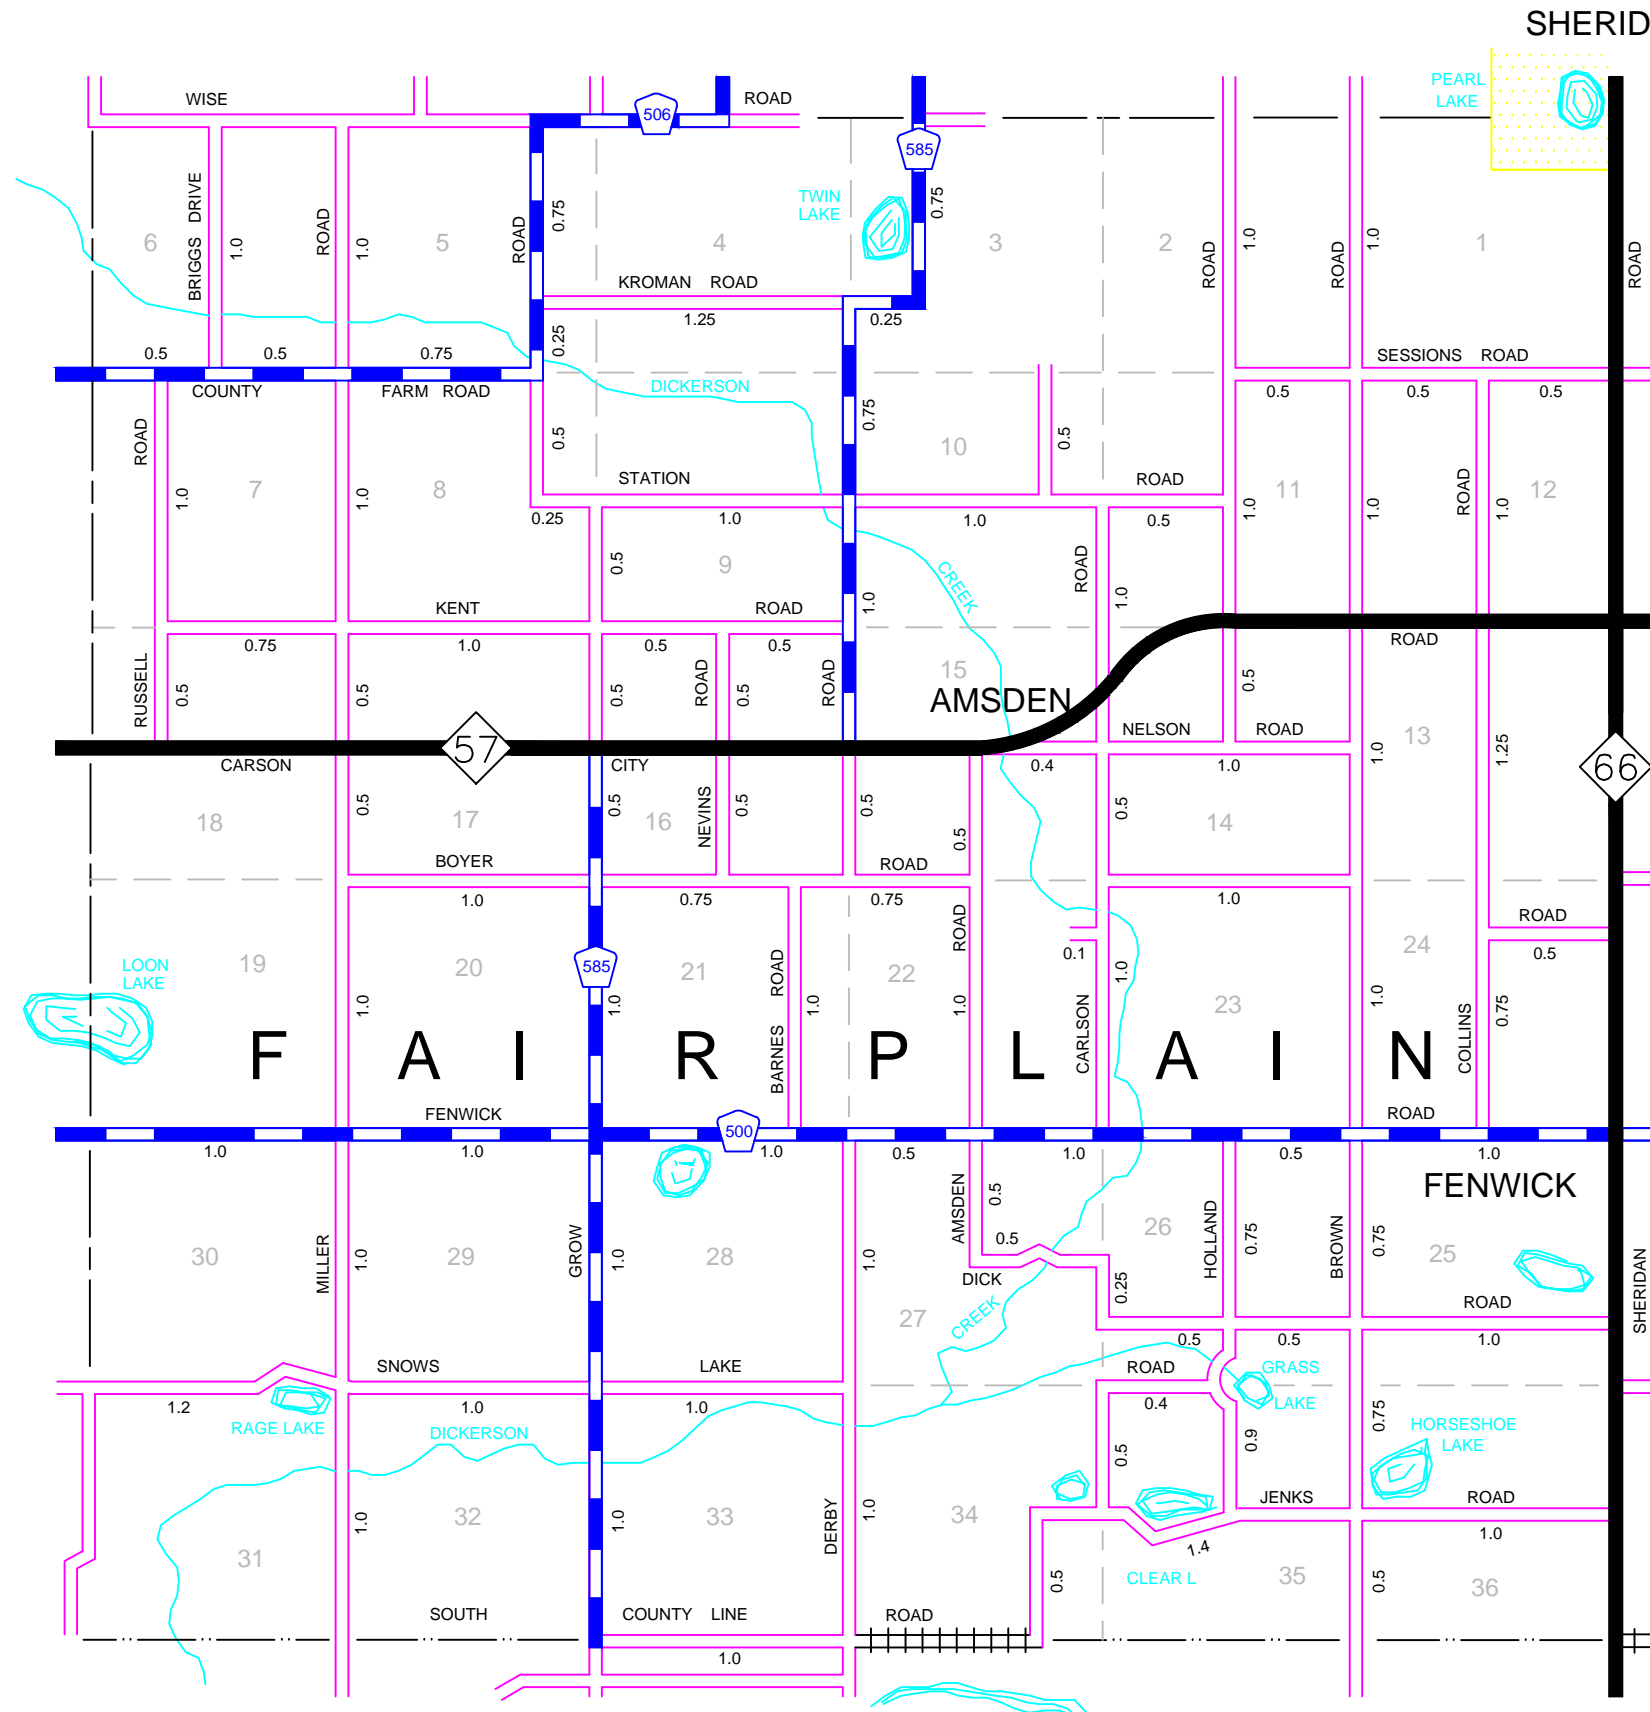 SHERID
PEARL
LAKE
WISE
506
ROAD
585
BRIGGS DRIVE
1.0
ROAD
1.0
ROAD
0.75
TWIN
LAKE
0.75
ROAD
1.0
ROAD
1.0
ROAD
6
5
4
3
2
1
KROMAN ROAD
1.25
0.25
0.25
0.5
0.5
0.75
SESSIONS ROAD
COUNTY
FARM ROAD
DICKERSON
0.5
0.5
0.5
ROAD
0.5
0.75
0.5
10
7
8
11
12
1.0
1.0
STATION
ROAD
1.0
1.0
ROAD
1.0
0.25
1.0
1.0
0.5
0.5
9
CREEK
ROAD
1.0
1.0
KENT
ROAD
0.75
1.0
0.5
0.5
ROAD
RUSSELL
0.5
0.5
0.5
ROAD
0.5
ROAD
15
AMSDEN
0.5
NELSON
ROAD
13
1.0
1.25
57
66
CARSON
CITY
0.4
1.0
18
0.5
17
0.5
16
NEVINS
0.5
0.5
0.5
0.5
14
BOYER
ROAD
1.0
0.75
0.75
1.0
ROAD
LOON
LAKE
19
20
585
21
ROAD
22
ROAD
0.1
1.0
24
0.5
1.0
1.0
BARNES
1.0
1.0
CARLSON
23
1.0
COLLINS
0.75
F A I R P L A I N
FENWICK
500
ROAD
1.0
1.0
1.0
0.5
1.0
0.5
1.0
FENWICK
30
MILLER
1.0
29
GROW
1.0
28
1.0
AMSDEN
0.5
0.5
26
HOLLAND
0.75
BROWN
0.75
25
DICK
0.25
ROAD
SHERIDAN
27
CREEK
0.5
0.5
1.0
SNOWS
LAKE
ROAD
GRASS
LAKE
1.2
1.0
1.0
0.4
RAGE LAKE
DICKERSON
0.5
0.9
0.75
HORSESHOE
LAKE
1.0
32
1.0
33
DERBY
1.0
34
JENKS
ROAD
1.0
1.4
31
0.5
CLEAR L
35
0.5
36
SOUTH
COUNTY LINE
ROAD
1.0